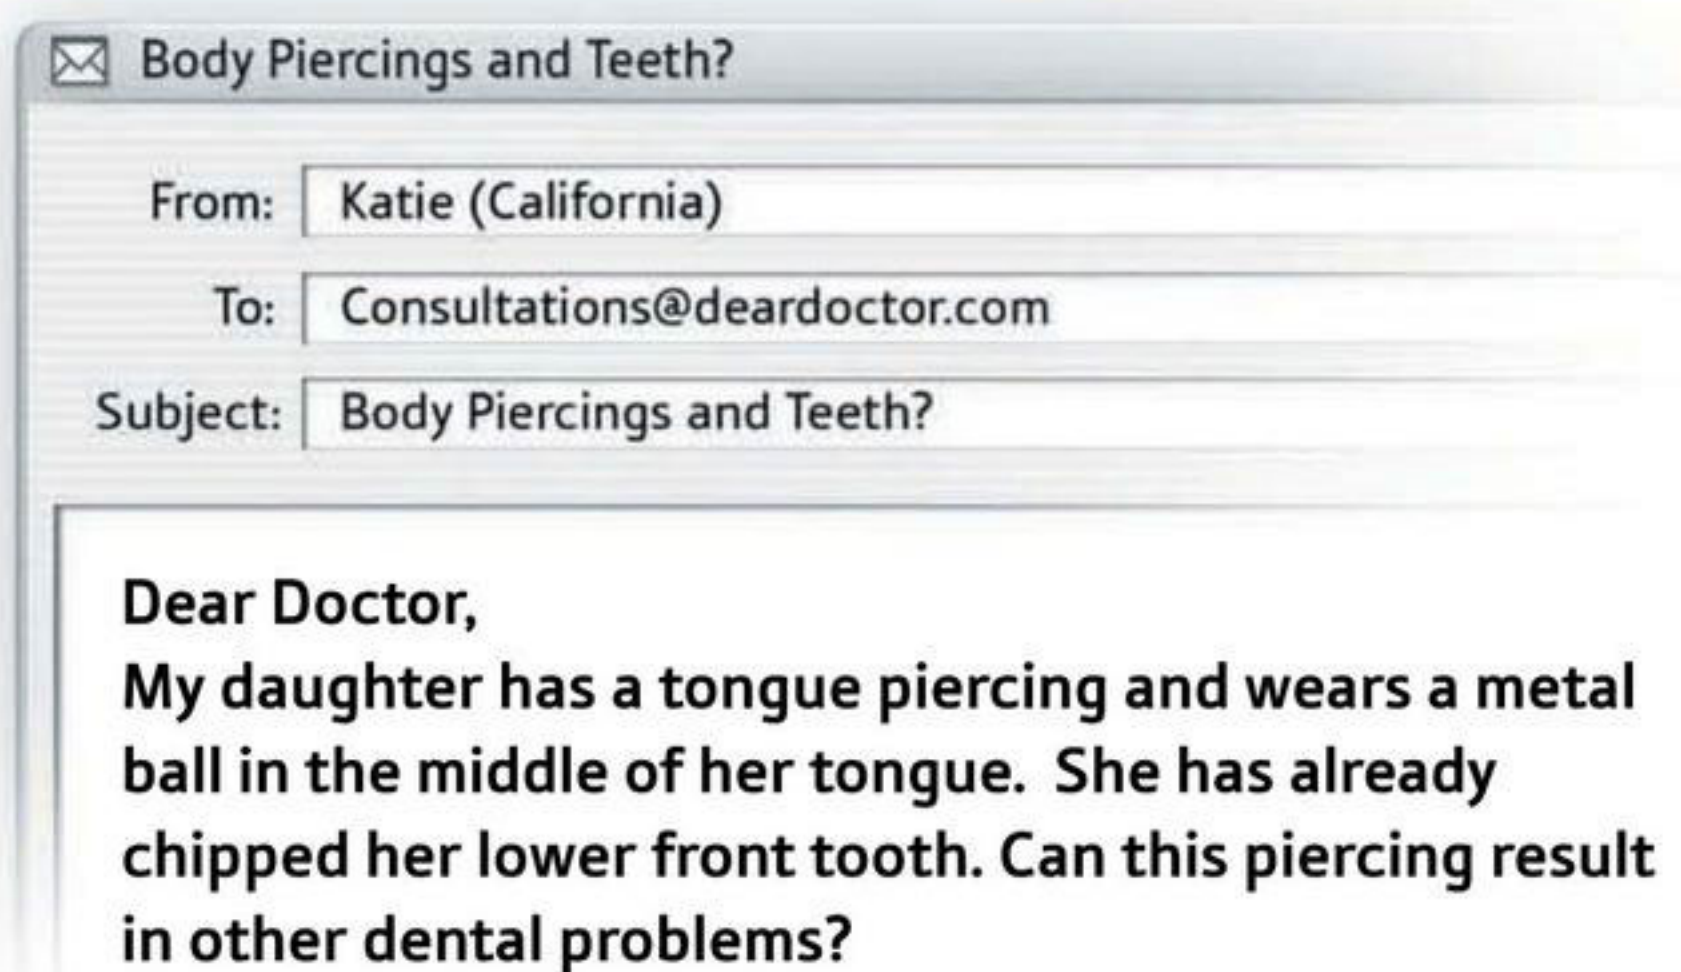 Body Piercings and Teeth?
From: Katie (California)
To: Consultations@deardoctor.com
Subject: Body Piercings and Teeth?
Dear Doctor,
My daughter has a tongue piercing and wears a metal
ball in the middle of her tongue. She has already
chipped her lower front tooth. Can this piercing result
in other dental problems?